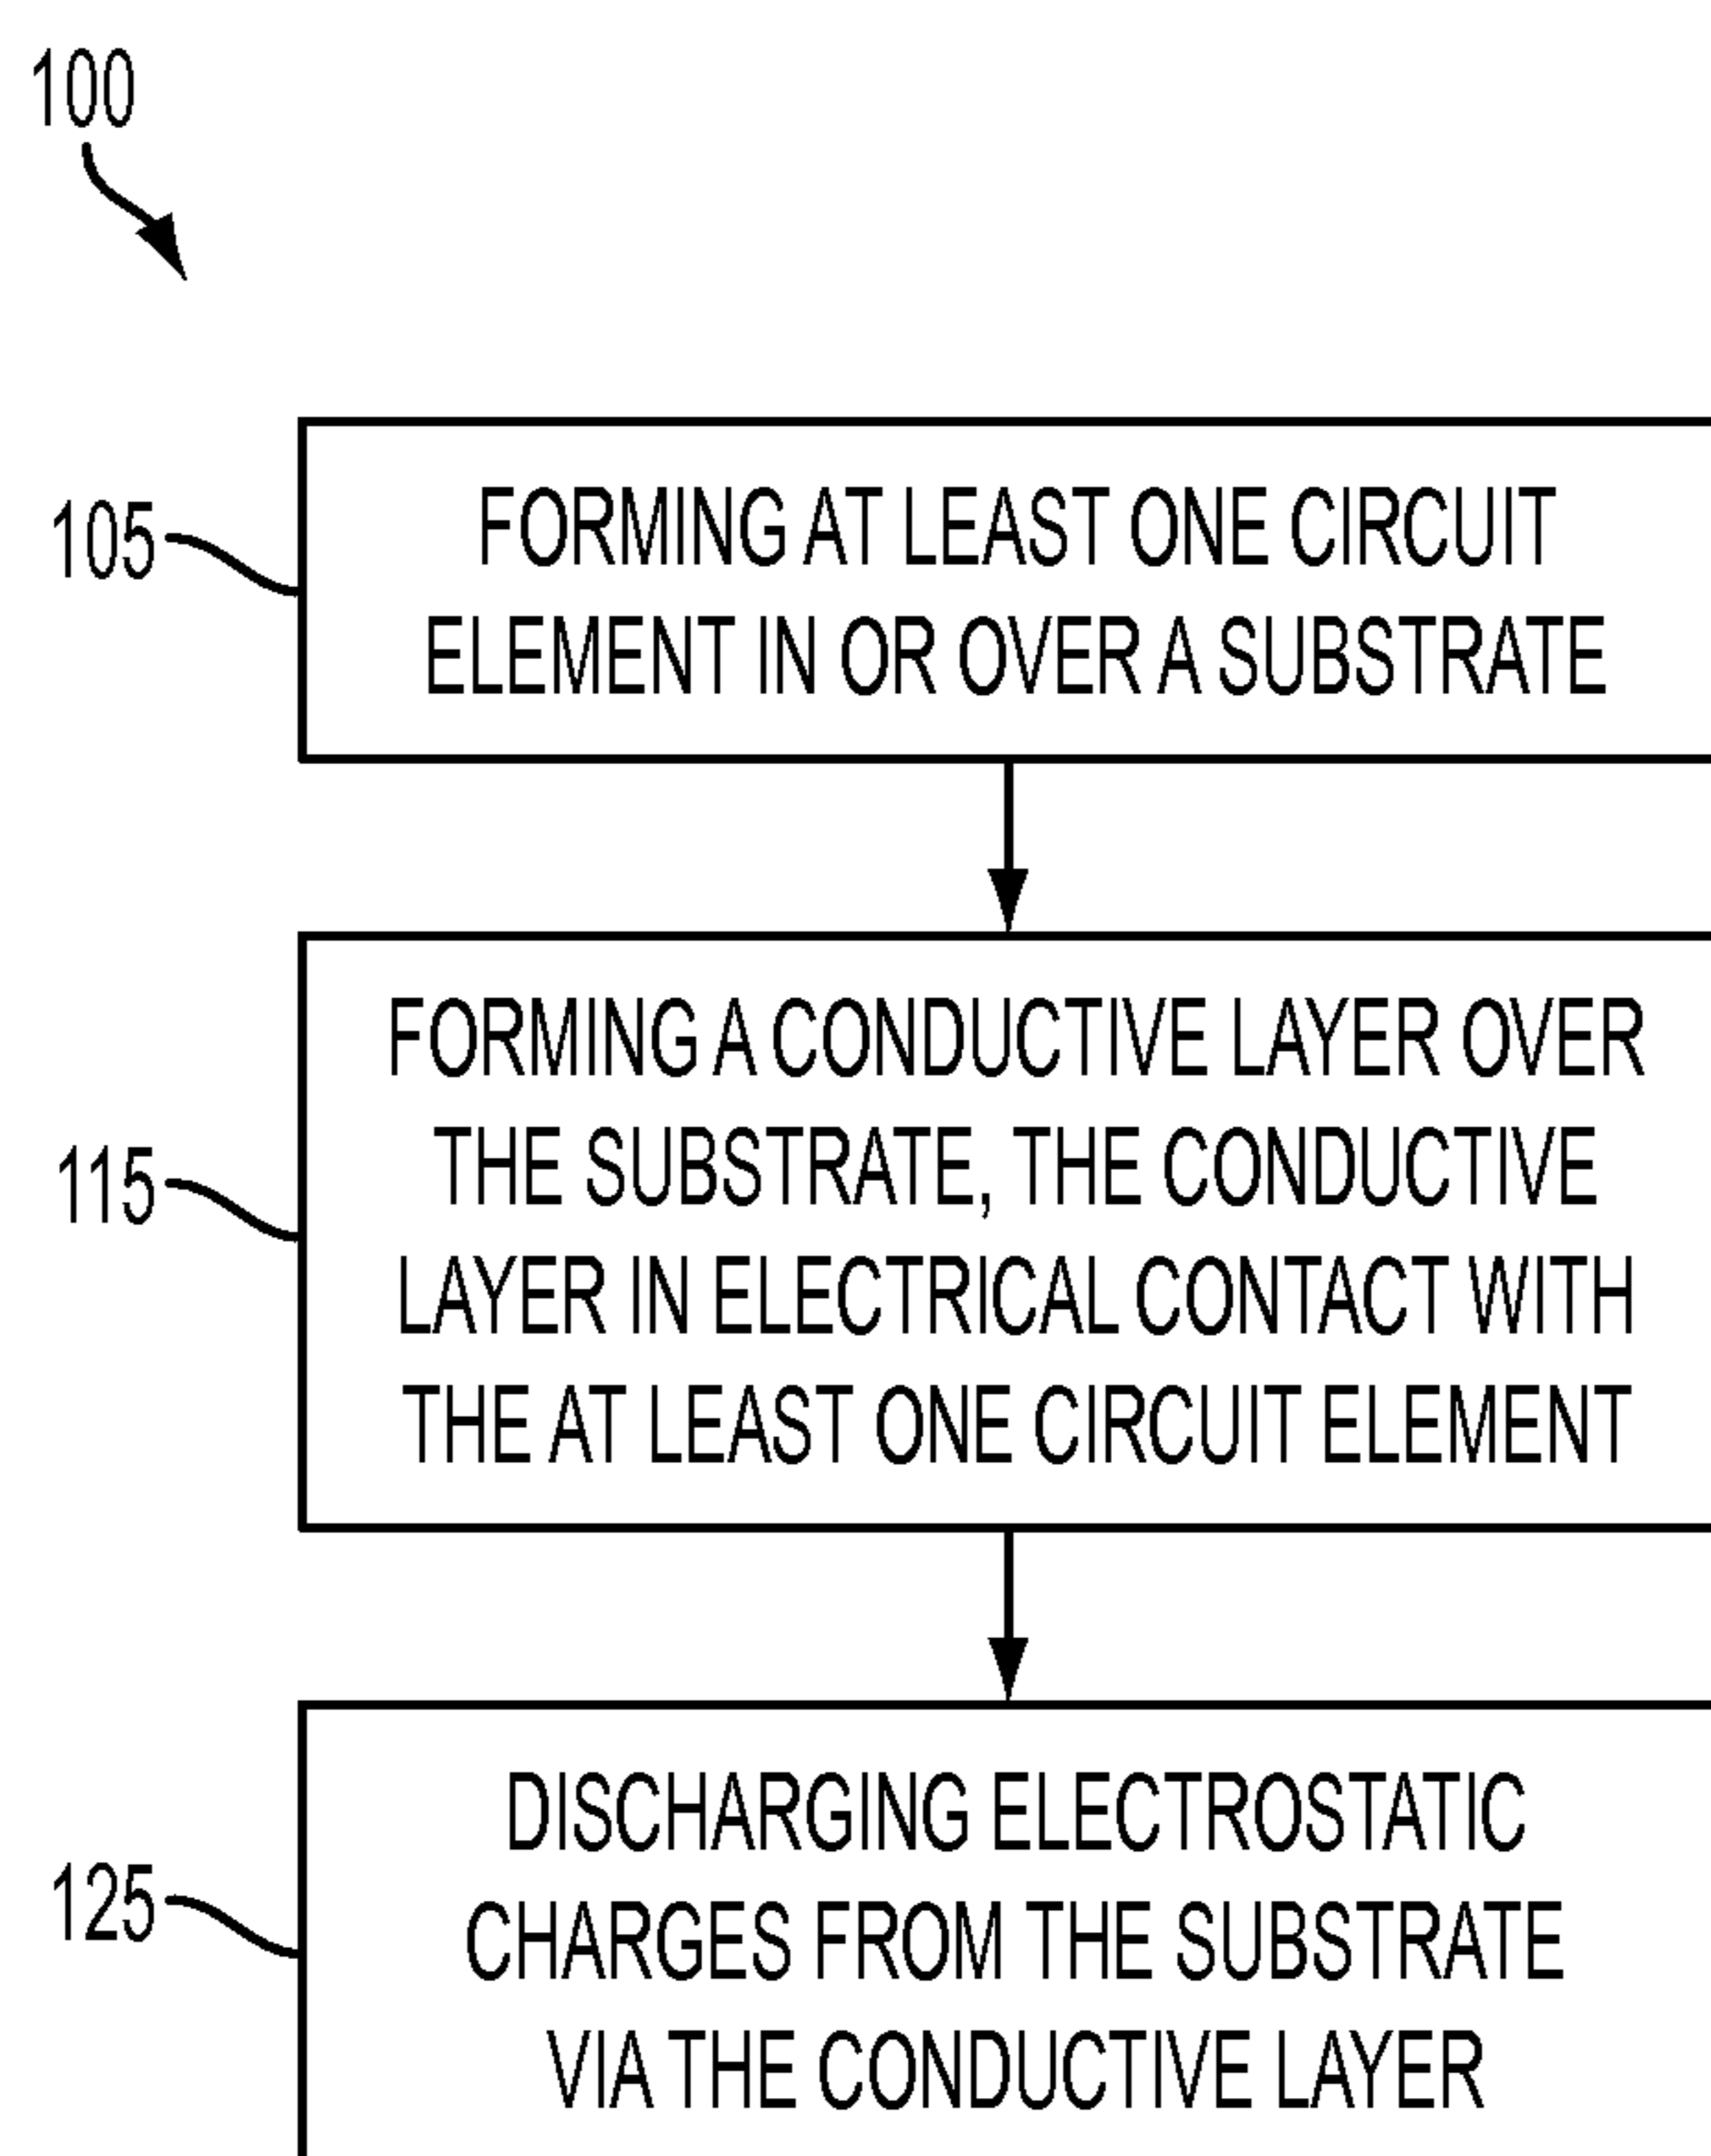 100
105
FORMING AT LEAST ONE CIRCUIT
ELEMENT IN OR OVER A SUBSTRATE
115
FORMING A CONDUCTIVE LAYER OVER
THE SUBSTRATE, THE CONDUCTIVE
LAYER IN ELECTRICAL CONTACT WITH
THE AT LEAST ONE CIRCUIT ELEMENT
125
DISCHARGING ELECTROSTATIC
CHARGES FROM THE SUBSTRATE
VIA THE CONDUCTIVE LAYER